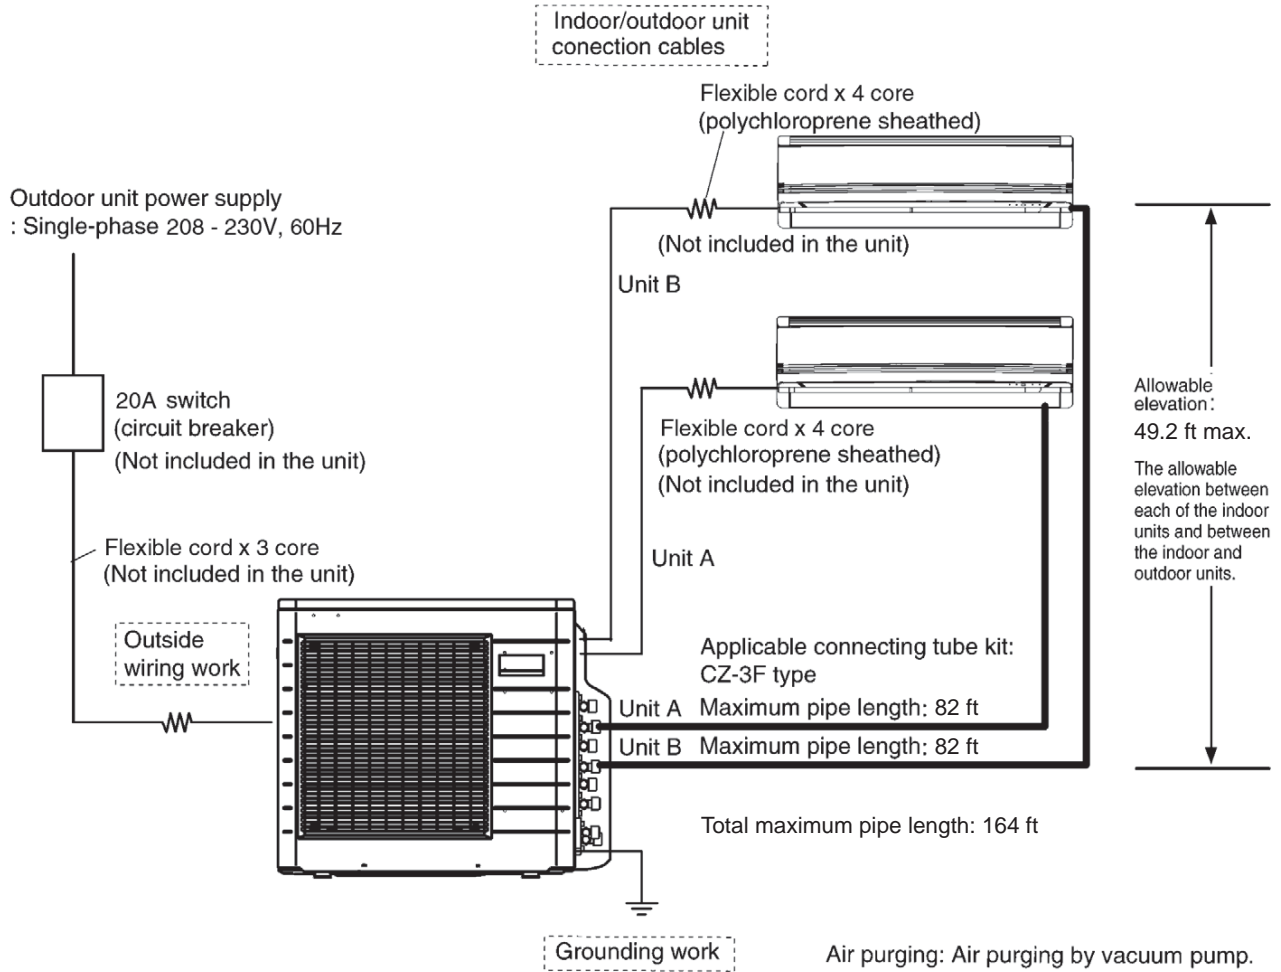 Indoor/outdoor unit
conection cables
Flexible cord x 4 core
(polychloroprene sheathed)
Outdoor unit power supply
: Single-phase 208 - 230V, 60Hz
(Not included in the unit)
Unit B
20A switch
(circuit breaker)
(Not included in the unit)
Flexible cord x 4 core
(polychloroprene sheathed)
(Not included in the unit)
Allowable
elevation:
49.2 ft max.
The allowable
elevation between
each of the indoor
units and between
the indoor and
outdoor units.
Flexible cord x 3 core
(Not included in the unit)
Unit A
Outside
wiring work
Applicable connecting tube kit:
CZ-3F type
Unit A Maximum pipe length: 82 ft
Unit B Maximum pipe length: 82 ft
Total maximum pipe length: 164 ft
Grounding work
Air purging: Air purging by vacuum pump.